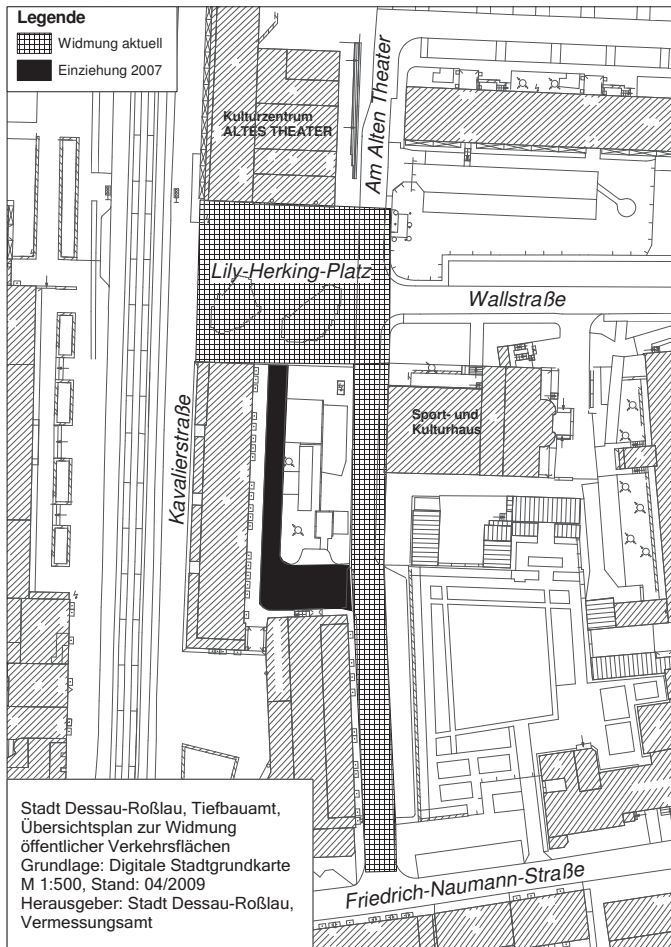 Legende
Widmung aktuell
Einziehung 2007
Kulturzentrum
ALTES THEATER
Am Alten Theater
Lily-Herking-Platz
Wallstraße
Kavalierstraße
Sport- und
Kulturhaus
Stadt Dessau-Roßlau, Tiefbauamt,
Übersichtsplan zur Widmung
öffentlicher Verkehrsflächen
Grundlage: Digitale Stadtgrundkarte
M 1:500, Stand: 04/2009
Herausgeber: Stadt Dessau-Roßlau,
Vermessungsamt
Friedrich-Naumann-Straße